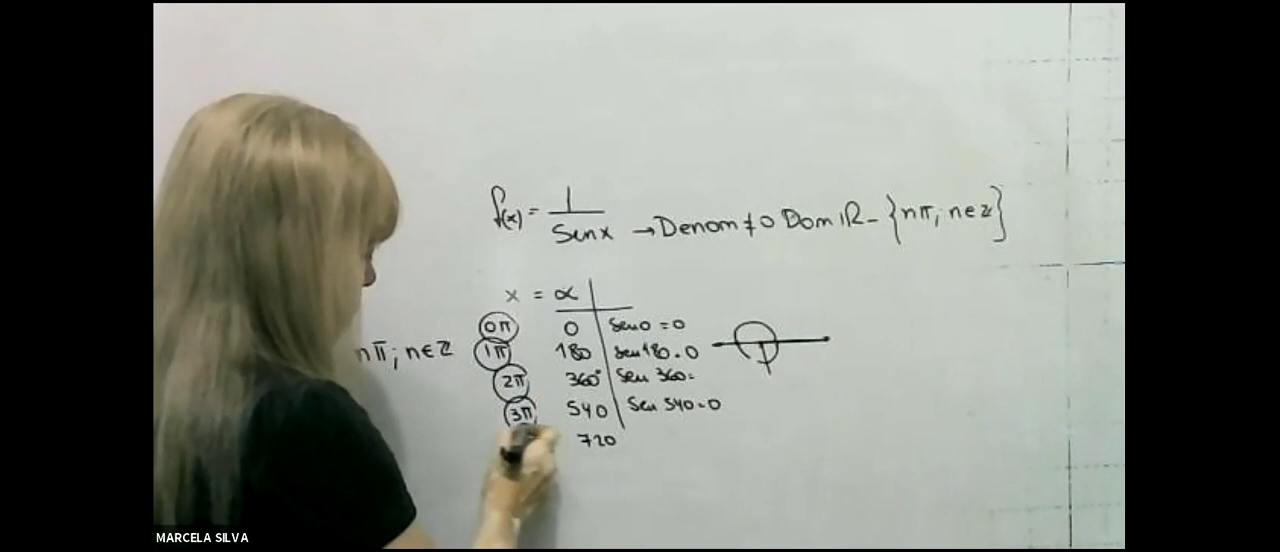 f(x) = 1/Sen x → Denom ≠ 0 Dom ℝ - {nπ; n ∈ ℤ}
x = α
0π 0 Sen 0 = 0
nπ; n ∈ ℤ 1π 180 sen 180 = 0
2π 360° Sen 360 =
3π 540 Sen 540 = 0
720
MARCELA SILVA